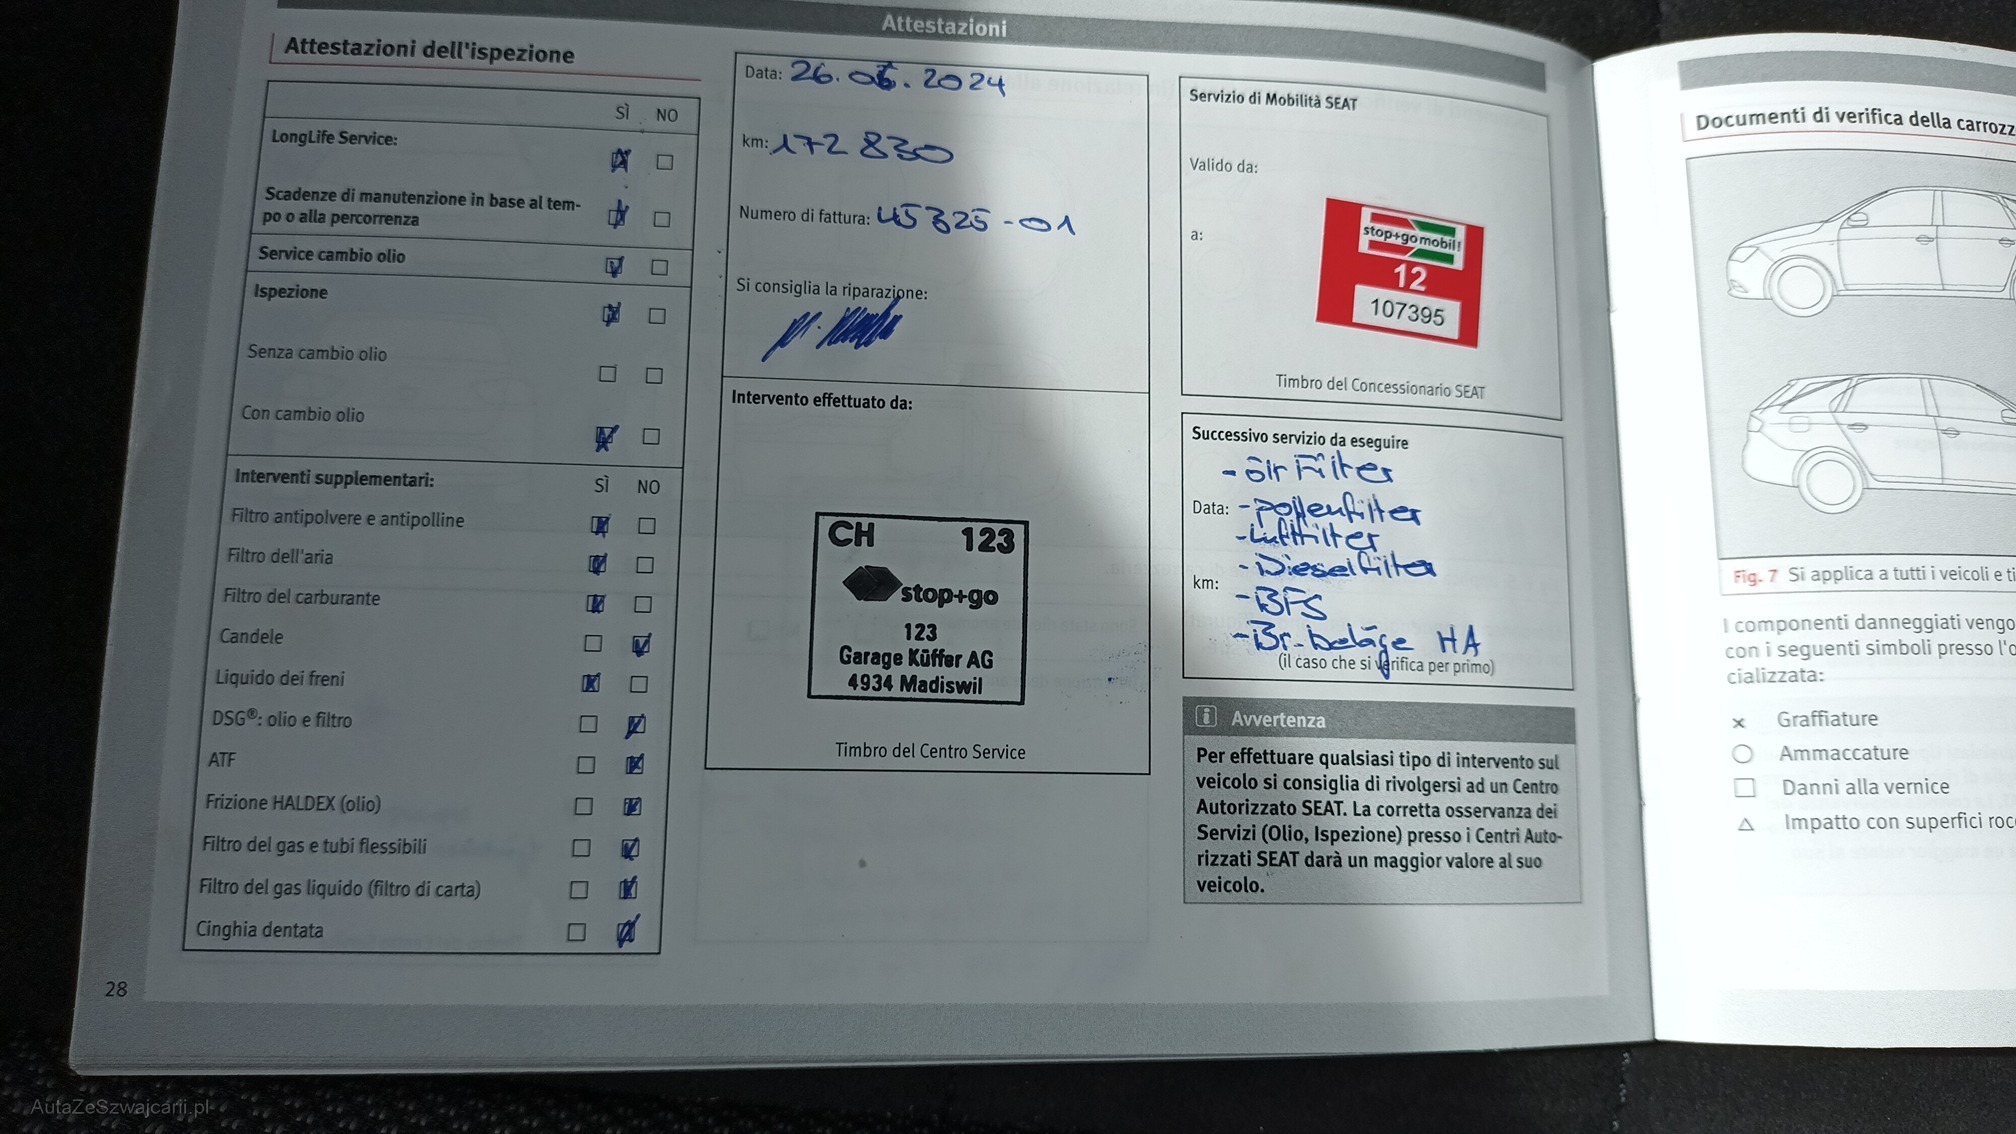 Attestazioni
Attestazioni dell'ispezione
SÌ NO
LongLife Service:
Scadenze di manutenzione in base al tem-
po o alla percorrenza
Service cambio olio
Ispezione
Senza cambio olio
Con cambio olio
Interventi supplementari: SÌ NO
Filtro antipolvere e antipolline
Filtro dell'aria
Filtro del carburante
Candele
Liquido dei freni
DSG®: olio e filtro
ATF
Frizione HALDEX (olio)
Filtro del gas e tubi flessibili
Filtro del gas liquido (filtro di carta)
Cinghia dentata
28
Data: 26.06.2024
km: 172 830
Numero di fattura: 45325-01
Si consiglia la riparazione:
Intervento effettuato da:
CH 123
stop+go
123
Garage Küffer AG
4934 Madiswil
Timbro del Centro Service
Servizio di Mobilità SEAT
Valido da:
a:
stop+go mobil!
12
107395
Timbro del Concessionario SEAT
Successivo servizio da eseguire
- Ölfilter
Data: - Pollenfilter
- Luftfilter
- Dieselfilter
km: - BFS
- Br. beläge HA
(il caso che si verifica per primo)
i Avvertenza
Per effettuare qualsiasi tipo di intervento sul
veicolo si consiglia di rivolgersi ad un Centro
Autorizzato SEAT. La corretta osservanza dei
Servizi (Olio, Ispezione) presso i Centri Auto-
rizzati SEAT darà un maggior valore al suo
veicolo.
Documenti di verifica della carrozz
Fig. 7 Si applica a tutti i veicoli e ti
I componenti danneggiati vengo
con i seguenti simboli presso l'o
cializzata:
x Graffiature
○ Ammaccature
□ Danni alla vernice
△ Impatto con superfici roc
AutaZeSzwajcarii.pl